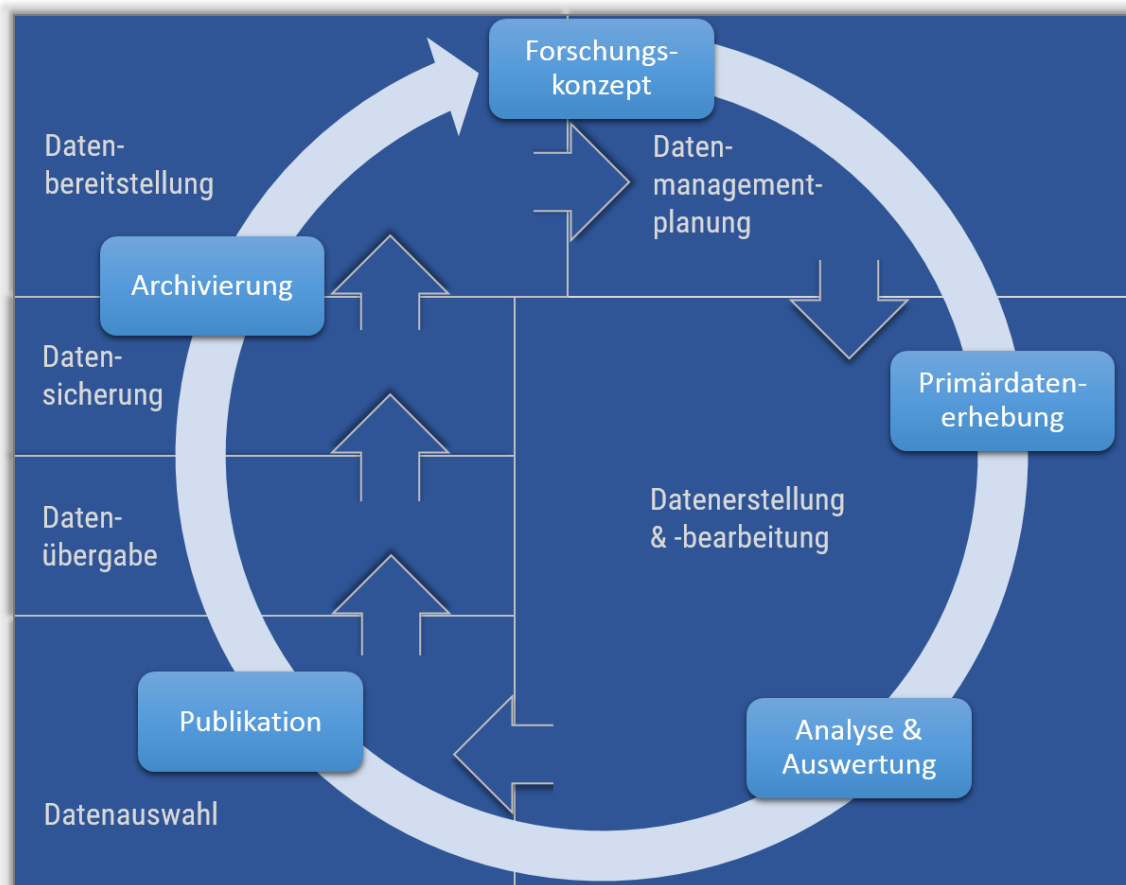 Forschungs-
konzept
Daten-
bereitstellung
Daten-
management-
planung
Archivierung
Daten-
sicherung
Primärdaten-
erhebung
Datenerstellung
& -bearbeitung
Daten-
übergabe
Publikation
Analyse &
Auswertung
Datenauswahl